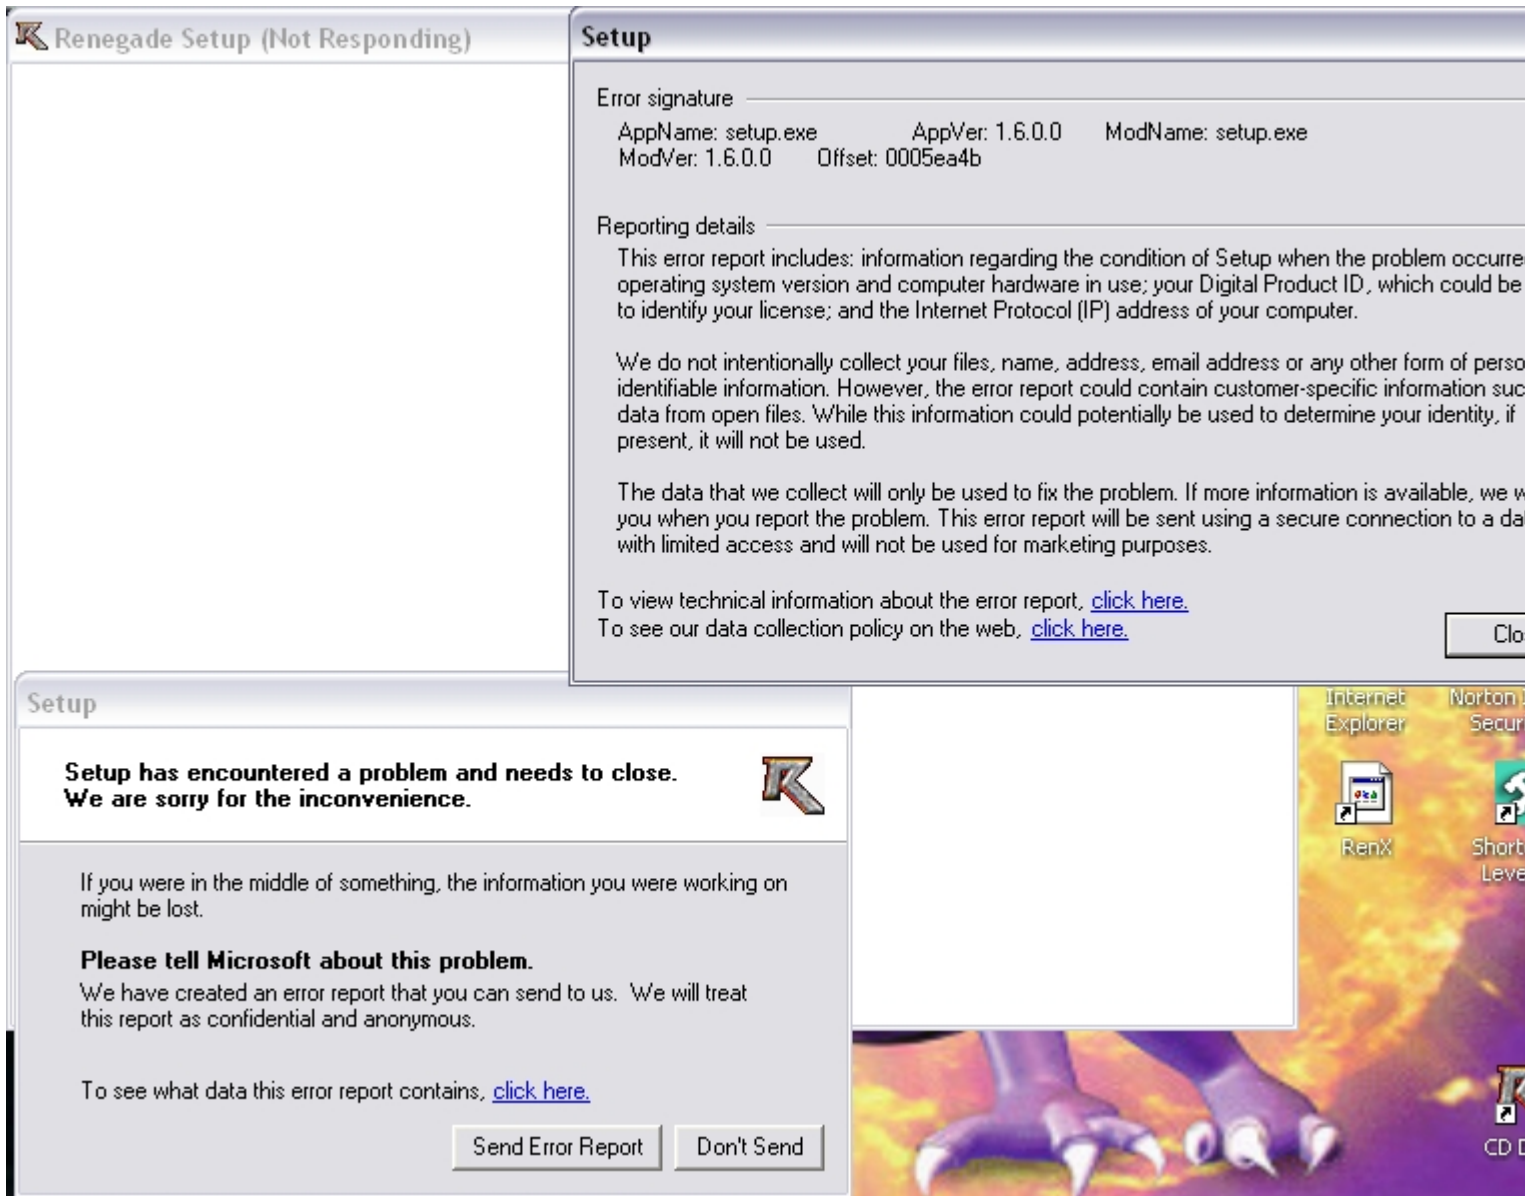 Renegade Setup (Not Responding)
Setup
Error signature
AppName: setup.exe AppVer: 1.6.0.0 ModName: setup.exe
ModVer: 1.6.0.0 Offset: 0005ea4b
Reporting details
This error report includes: information regarding the condition of Setup when the problem
operating system version and computer hardware in use; your Digital Product ID, which could be
to identify your license; and the Internet Protocol (IP) address of your computer.
We do not intentionally collect your files, name, address, email address or any other form of
identifiable information. However, the error report could contain customer-specific information
data from open files. While this information could potentially be used to determine your identity, if
present, it will not be used.
The data that we collect will only be used to fix the problem. If more information is available, we
you when you report the problem. This error report will be sent using a secure connection to a
with limited access and will not be used for marketing purposes.
To view technical information about the error report, click here.
To see our data collection policy on the web, click here.
Setup
Setup has encountered a problem and needs to close.
We are sorry for the inconvenience.
If you were in the middle of something, the information you were working on
might be lost.
Please tell Microsoft about this problem.
We have created an error report that you can send to us. We will treat
this report as confidential and anonymous.
To see what data this error report contains, click here.
Send Error Report Don't Send
Internet
Explorer
Norton
RenX
CD